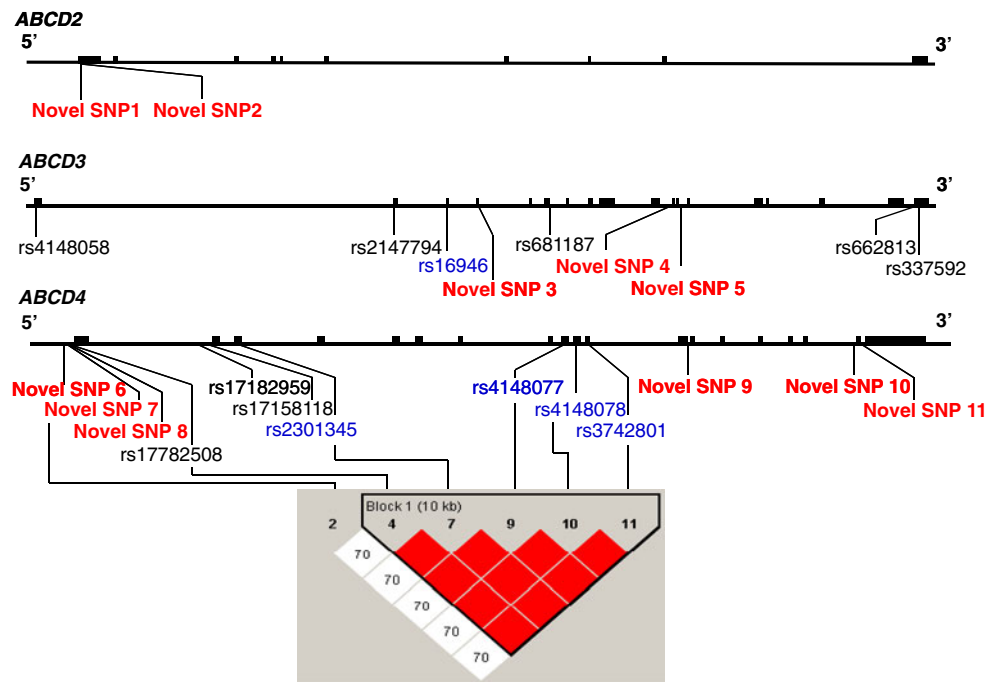 ABCD2
5’ 3’
Novel SNP1 Novel SNP2
ABCD3
5’ 3’
rs4148058 rs2147794 rs681187 rs662813
rs16946 Novel SNP 4 rs337592
Novel SNP 3 Novel SNP 5
ABCD4
5’ 3’
Novel SNP 6 rs17182959 rs4148077 Novel SNP 9 Novel SNP 10
Novel SNP 7 rs17158118 rs4148078 Novel SNP 11
Novel SNP 8 rs2301345 rs3742801
rs17782508
Block 1 (10 kb)
2 4 7 9 10 11
70
70
70
70
70